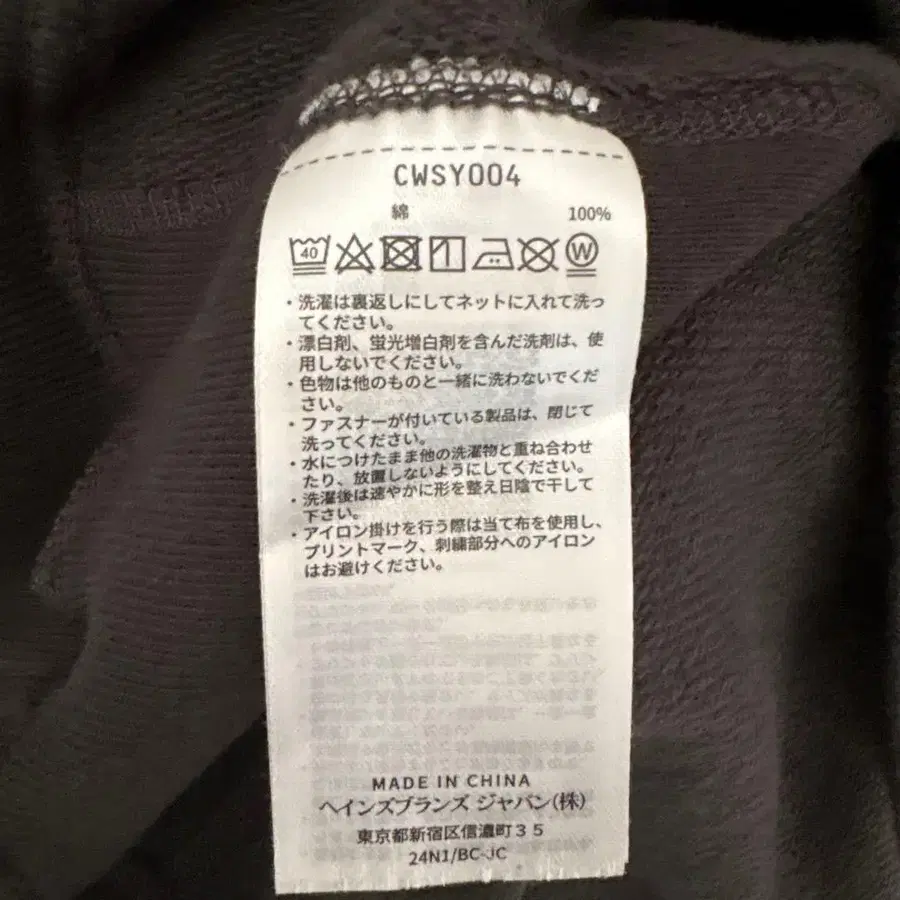 CWSY004
綿 100%
40 W
・洗濯は裏返しにしてネットに入れて洗っ
てください。
・漂白剤、蛍光増白剤を含んだ洗剤は、使
用しないでください。
・色物は他のものと一緒に洗わないでくだ
さい。
・ファスナーが付いている製品は、閉じて
洗ってください。
・水につけたまま他の洗濯物と重ね合わせ
たり、放置しないようにしてください。
・洗濯後は速やかに形を整え日陰で干して
下さい。
・アイロン掛けを行う際は当て布を使用し、
プリントマーク、刺繍部分へのアイロン
はお避けください。
MADE IN CHINA
ヘインズブランズ ジャパン(株)
東京都新宿区信濃町35
24N1/BC-JC